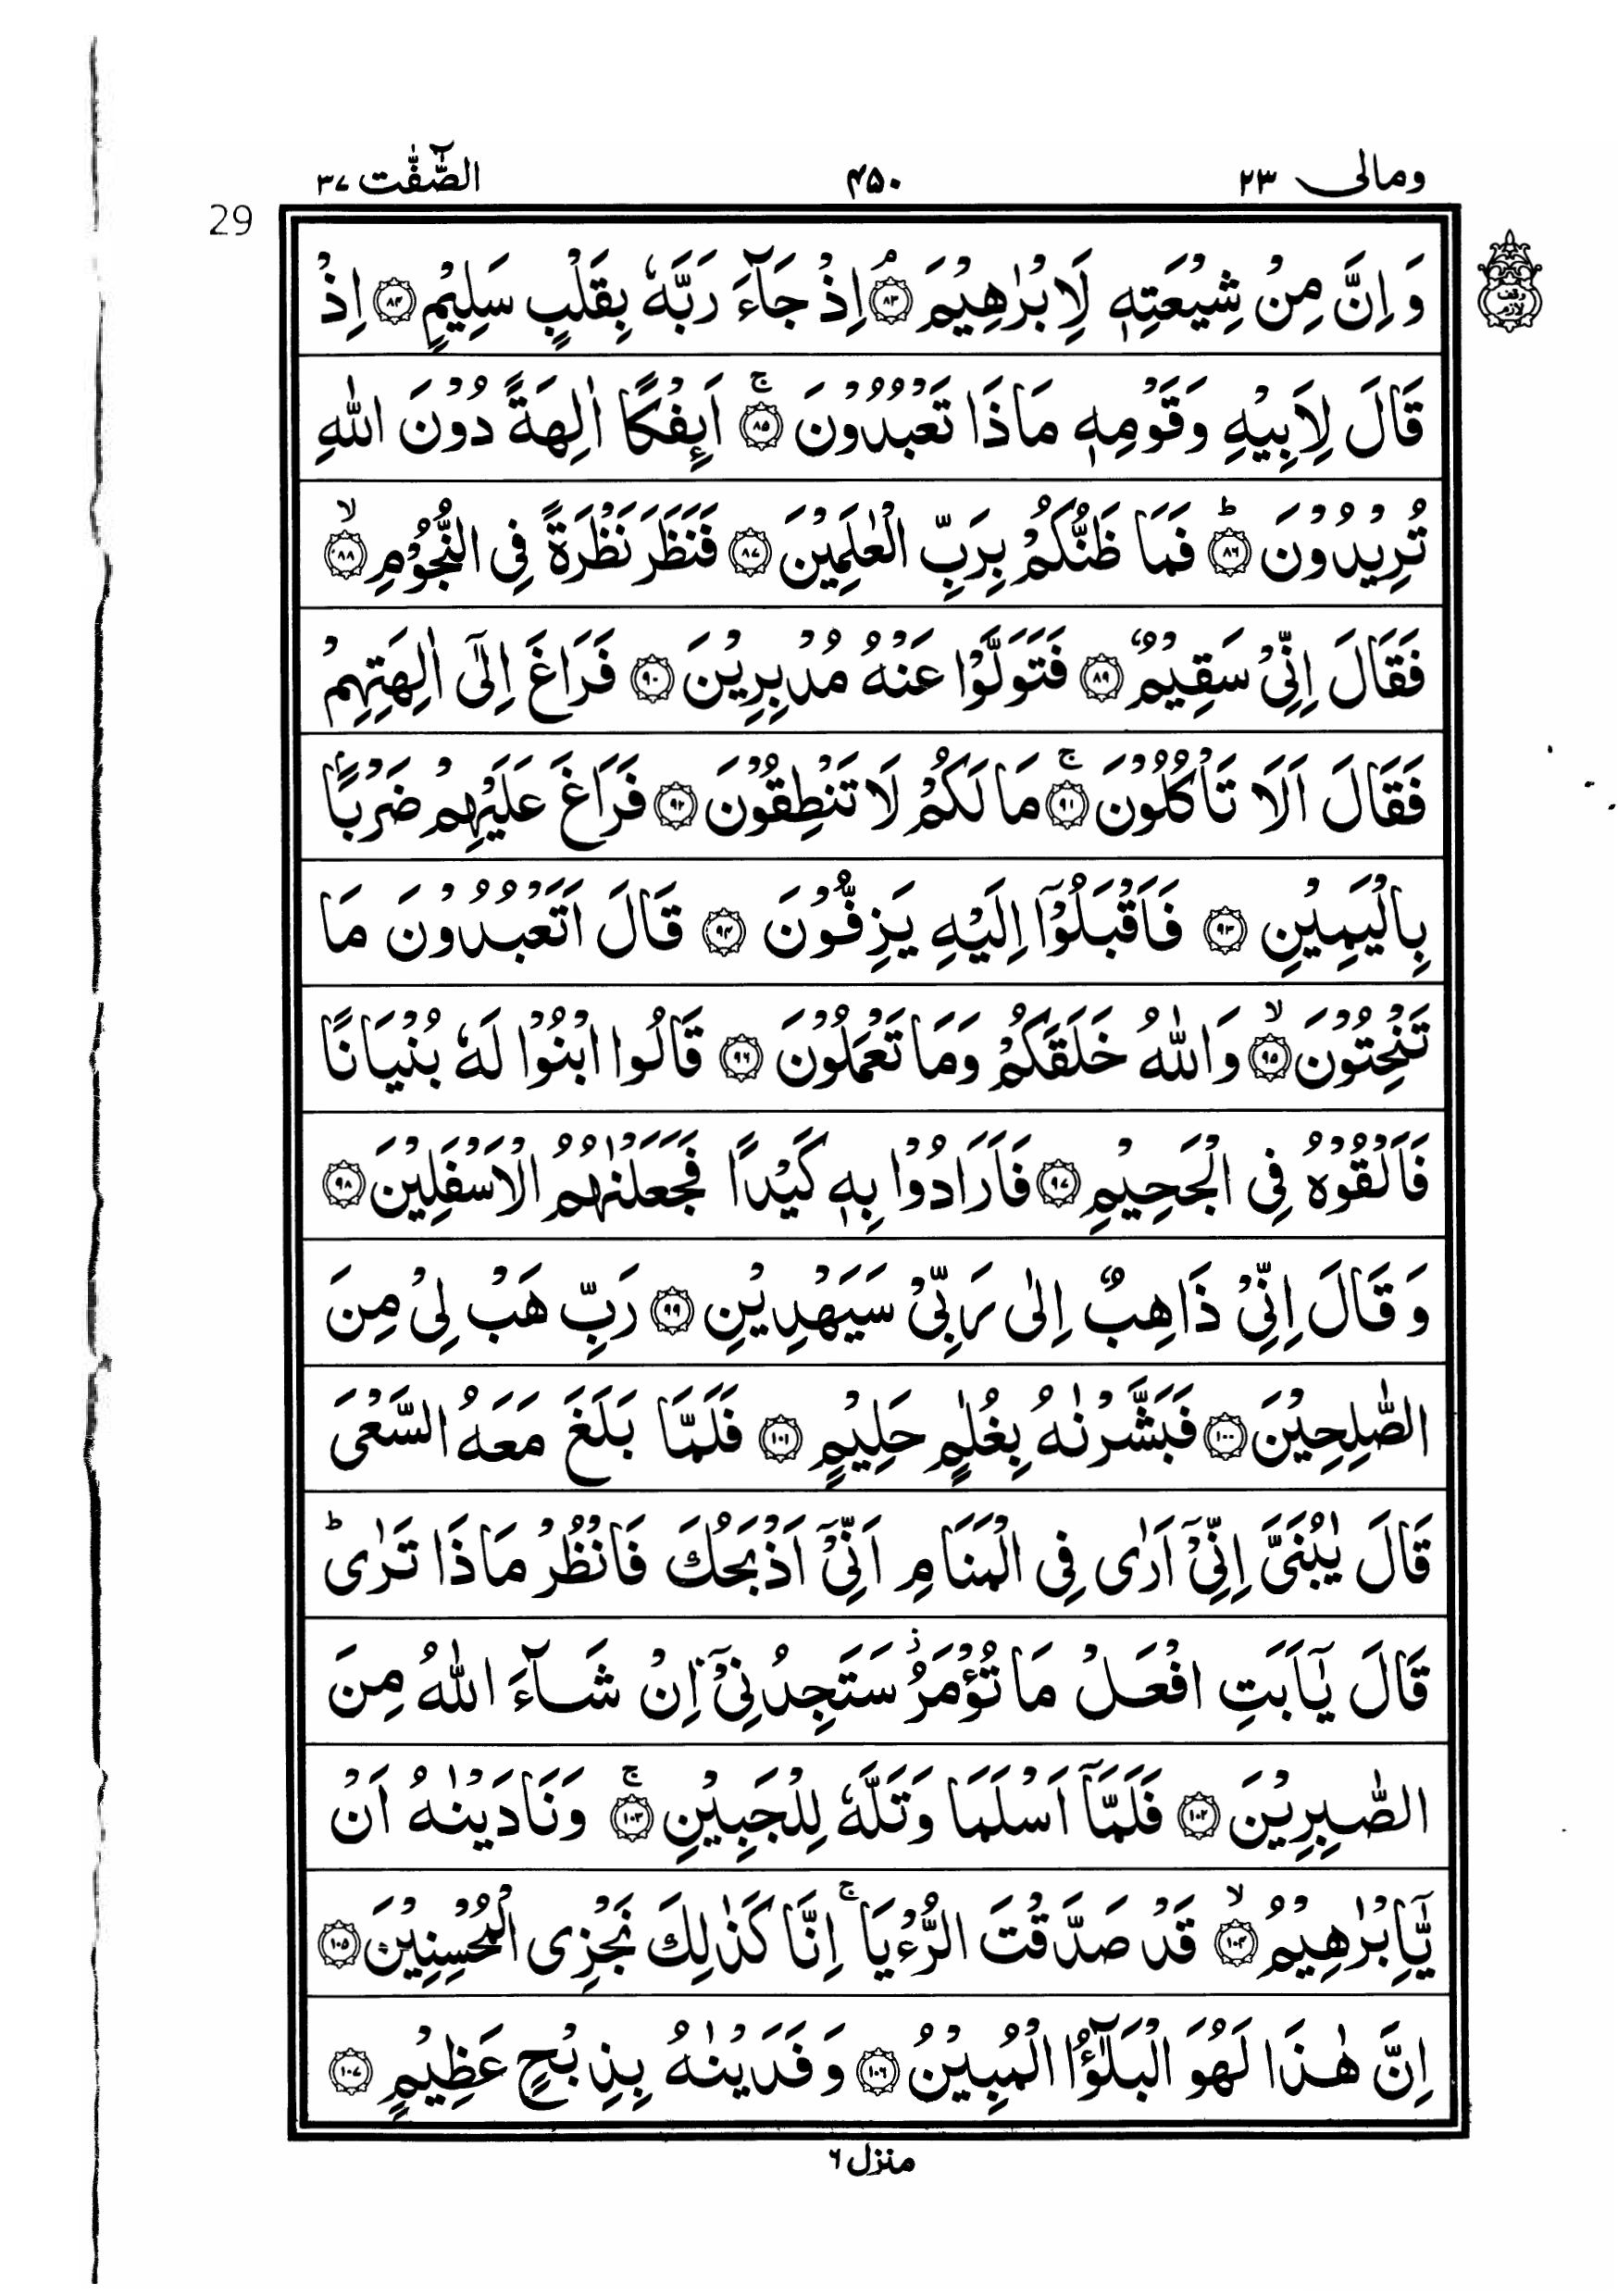 ومالی ۲۳
۴۵۰
الصّٰٓفّٰت ۳۷
29
وَ اِنَّ مِنْ شِيْعَتِهٖ لَاِبْرٰهِيْمَ ۘ ۸۳ اِذْ جَآءَ رَبَّهٗ بِقَلْبٍ سَلِيْمٍ ۸۴ اِذْ
وقف لازم
قَالَ لِاَبِيْهِ وَقَوْمِهٖ مَاذَا تَعْبُدُوْنَ ۚ ۸۵ اَئِفْكًا اٰلِهَةً دُوْنَ اللّٰهِ
تُرِيْدُوْنَ ؕ ۸۶ فَمَا ظَنُّكُمْ بِرَبِّ الْعٰلَمِيْنَ ۸۷ فَنَظَرَ نَظْرَةً فِى النُّجُوْمِ ۙ ۸۸
فَقَالَ اِنِّىْ سَقِيْمٌ ۸۹ فَتَوَلَّوْا عَنْهُ مُدْبِرِيْنَ ۹۰ فَرَاغَ اِلٰٓى اٰلِهَتِهِمْ
فَقَالَ اَلَا تَاْكُلُوْنَ ۚ ۹۱ مَا لَكُمْ لَا تَنْطِقُوْنَ ۹۲ فَرَاغَ عَلَيْهِمْ ضَرْبًۢا
بِالْيَمِيْنِ ۹۳ فَاَقْبَلُوْۤا اِلَيْهِ يَزِفُّوْنَ ۹۴ قَالَ اَتَعْبُدُوْنَ مَا
تَنْحِتُوْنَ ۙ ۹۵ وَاللّٰهُ خَلَقَكُمْ وَمَا تَعْمَلُوْنَ ۹۶ قَالُوا ابْنُوْا لَهٗ بُنْيَانًا
فَاَلْقُوْهُ فِى الْجَحِيْمِ ۹۷ فَاَرَادُوْا بِهٖ كَيْدًا فَجَعَلْنٰهُمُ الْاَسْفَلِيْنَ ۹۸
وَ قَالَ اِنِّىْ ذَاهِبٌ اِلٰى رَبِّىْ سَيَهْدِيْنِ ۹۹ رَبِّ هَبْ لِىْ مِنَ
الصّٰلِحِيْنَ ۱۰۰ فَبَشَّرْنٰهُ بِغُلٰمٍ حَلِيْمٍ ۱۰۱ فَلَمَّا بَلَغَ مَعَهُ السَّعْىَ
قَالَ يٰبُنَىَّ اِنِّىْۤ اَرٰى فِى الْمَنَامِ اَنِّىْۤ اَذْبَحُكَ فَانْظُرْ مَاذَا تَرٰى ؕ
قَالَ يٰۤاَبَتِ افْعَلْ مَا تُؤْمَرُ ز سَتَجِدُنِىْۤ اِنْ شَآءَ اللّٰهُ مِنَ
الصّٰبِرِيْنَ ۱۰۲ فَلَمَّاۤ اَسْلَمَا وَتَلَّهٗ لِلْجَبِيْنِ ۚ ۱۰۳ وَنَادَيْنٰهُ اَنْ
يّٰۤاِبْرٰهِيْمُ ۙ ۱۰۴ قَدْ صَدَّقْتَ الرُّءْيَا ۚ اِنَّا كَذٰلِكَ نَجْزِى الْمُحْسِنِيْنَ ۱۰۵
اِنَّ هٰذَا لَهُوَ الْبَلٰٓؤُا الْمُبِيْنُ ۱۰۶ وَ فَدَيْنٰهُ بِذِبْحٍ عَظِيْمٍ ۱۰۷
منزل ۶